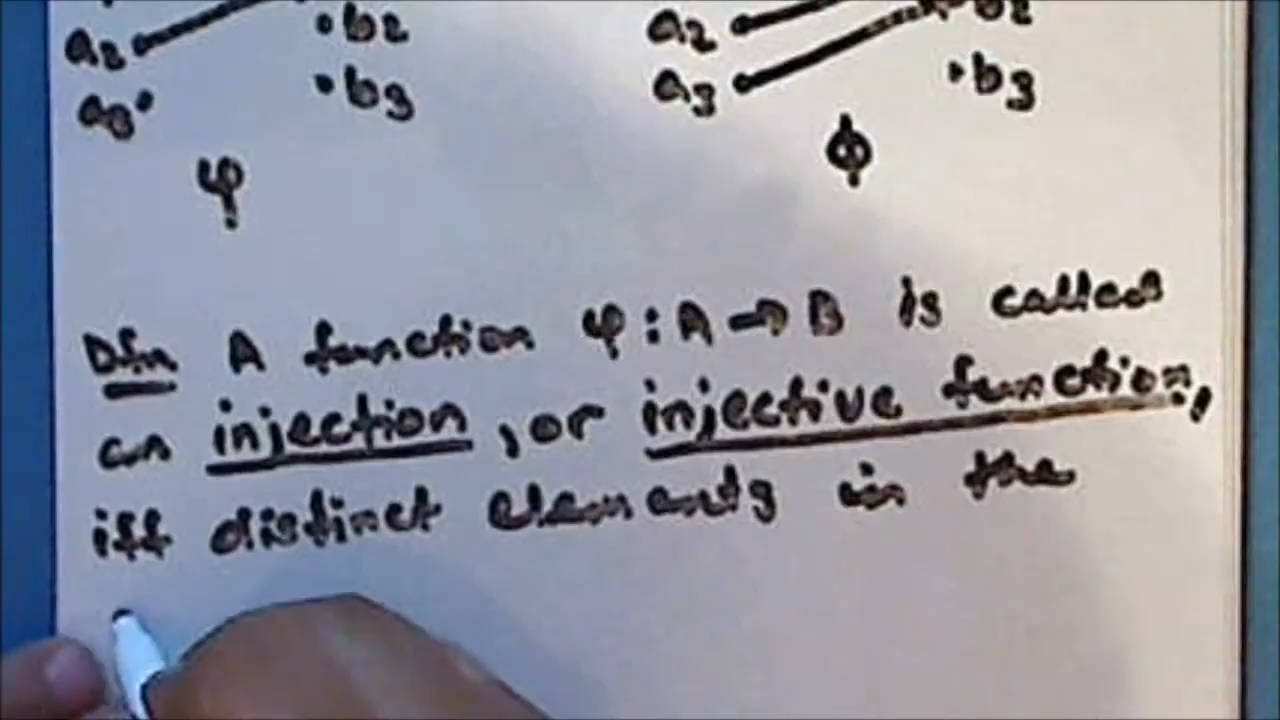 a2 b2 a2 b2
a3 b3 a3 b3
φ ϕ
Dfn A function φ : A → B is called
an injection, or injective function,
iff distinct elements in the